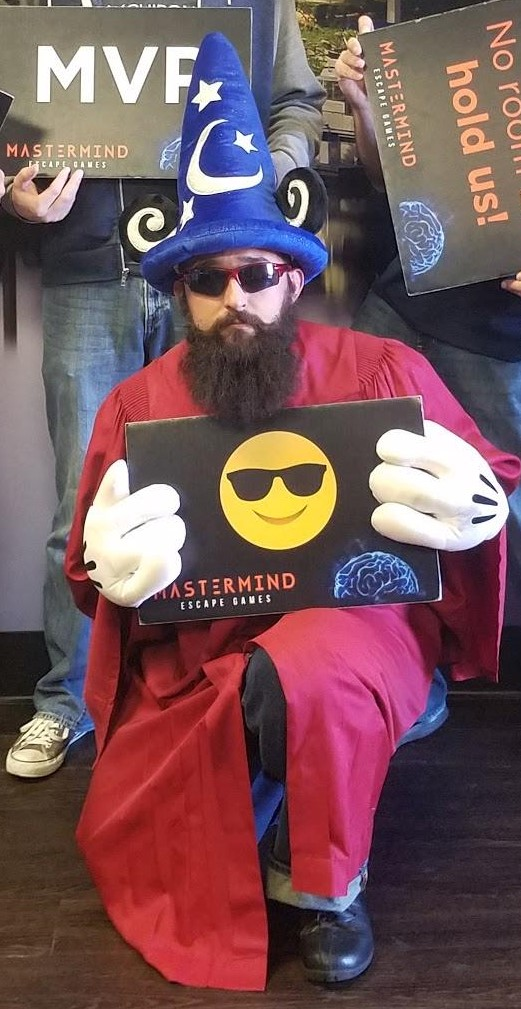 MVP
MASTERMIND
ESCAPE GAMES
No room
hold us!
MASTERMIND
ESCAPE GAMES
MASTERMIND
ESCAPE GAMES